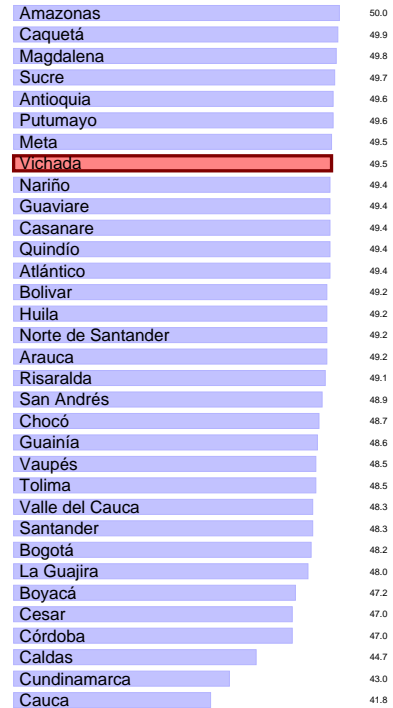 Amazonas 50.0
Caquetá 49.9
Magdalena 49.8
Sucre 49.7
Antioquia 49.6
Putumayo 49.6
Meta 49.5
Vichada 49.5
Nariño 49.4
Guaviare 49.4
Casanare 49.4
Quindío 49.4
Atlántico 49.4
Bolivar 49.2
Huila 49.2
Norte de Santander 49.2
Arauca 49.2
Risaralda 49.1
San Andrés 48.9
Chocó 48.7
Guainía 48.6
Vaupés 48.5
Tolima 48.5
Valle del Cauca 48.3
Santander 48.3
Bogotá 48.2
La Guajira 48.0
Boyacá 47.2
Cesar 47.0
Córdoba 47.0
Caldas 44.7
Cundinamarca 43.0
Cauca 41.8